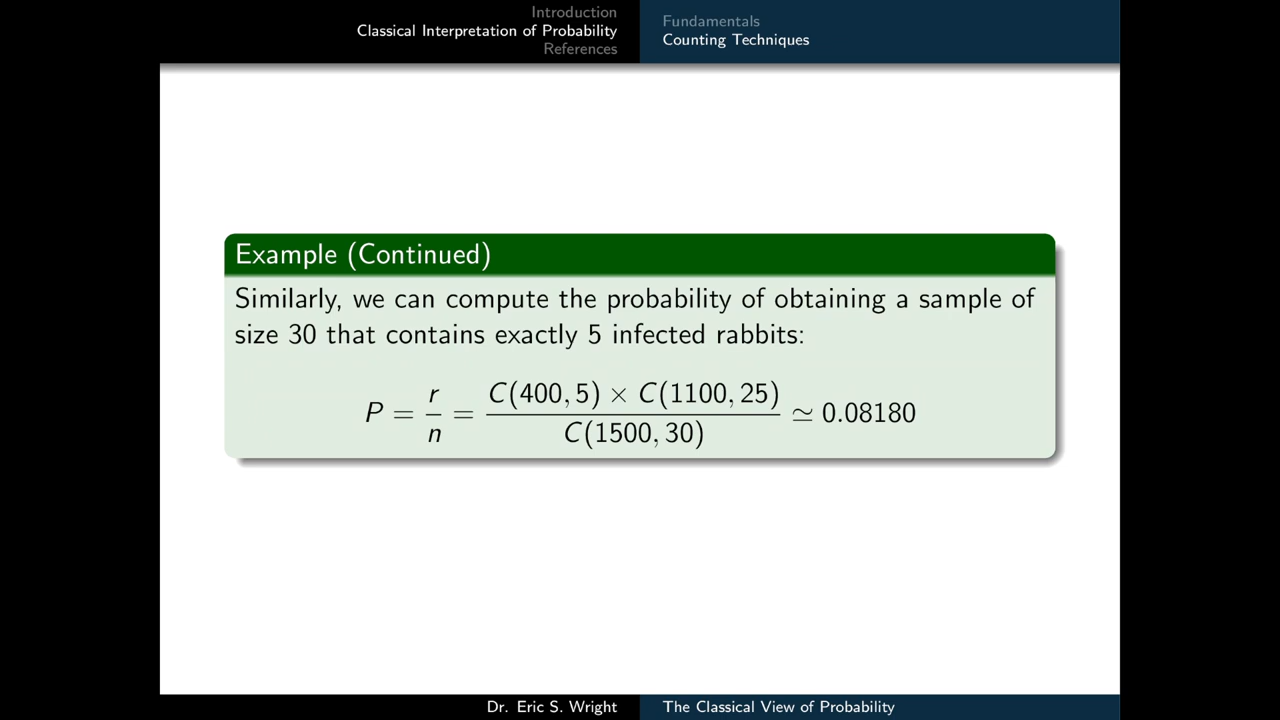 Introduction
Classical Interpretation of Probability
References
Fundamentals
Counting Techniques
Example (Continued)
Similarly, we can compute the probability of obtaining a sample of
size 30 that contains exactly 5 infected rabbits:
P = r/n = C(400, 5) × C(1100, 25) / C(1500, 30) ≃ 0.08180
Dr. Eric S. Wright
The Classical View of Probability